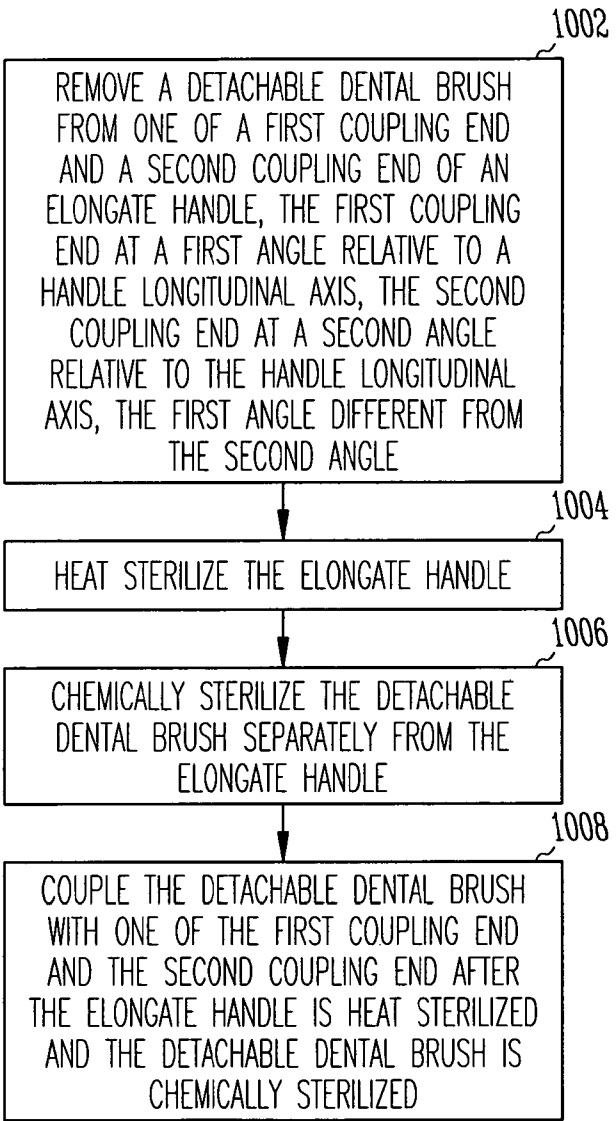 1002
REMOVE A DETACHABLE DENTAL BRUSH
FROM ONE OF A FIRST COUPLING END
AND A SECOND COUPLING END OF AN
ELONGATE HANDLE, THE FIRST COUPLING
END AT A FIRST ANGLE RELATIVE TO A
HANDLE LONGITUDINAL AXIS, THE SECOND
COUPLING END AT A SECOND ANGLE
RELATIVE TO THE HANDLE LONGITUDINAL
AXIS, THE FIRST ANGLE DIFFERENT FROM
THE SECOND ANGLE
1004
HEAT STERILIZE THE ELONGATE HANDLE
1006
CHEMICALLY STERILIZE THE DETACHABLE
DENTAL BRUSH SEPARATELY FROM THE
ELONGATE HANDLE
1008
COUPLE THE DETACHABLE DENTAL BRUSH
WITH ONE OF THE FIRST COUPLING END
AND THE SECOND COUPLING END AFTER
THE ELONGATE HANDLE IS HEAT STERILIZED
AND THE DETACHABLE DENTAL BRUSH IS
CHEMICALLY STERILIZED